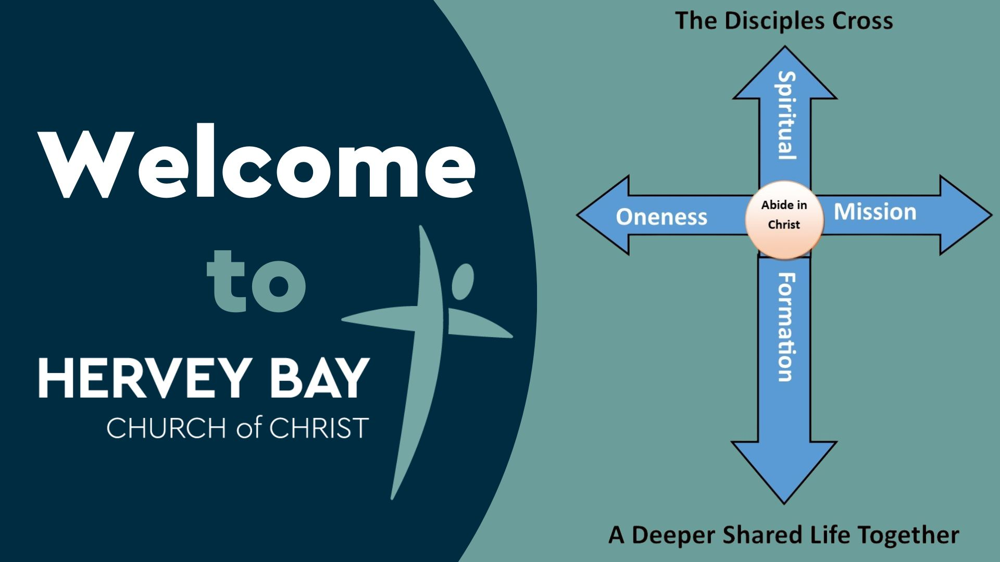 Welcome
to
HERVEY BAY
CHURCH of CHRIST
The Disciples Cross
Spiritual
Oneness
Abide in
Christ
Mission
Formation
A Deeper Shared Life Together